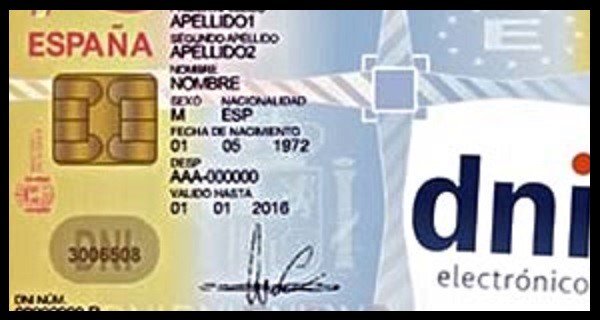 ESPAÑA
APELLIDO1
SEGUNDO APELLIDO
APELLIDO2
NOMBRE
NOMBRE
SEXO NACIONALIDAD
M ESP
FECHA DE NACIMIENTO
01 05 1972
DESP
AAA-000000
VALIDO HASTA
01 01 2016
DNI
3006508
DNI NÚM.
E
dni
electrónico